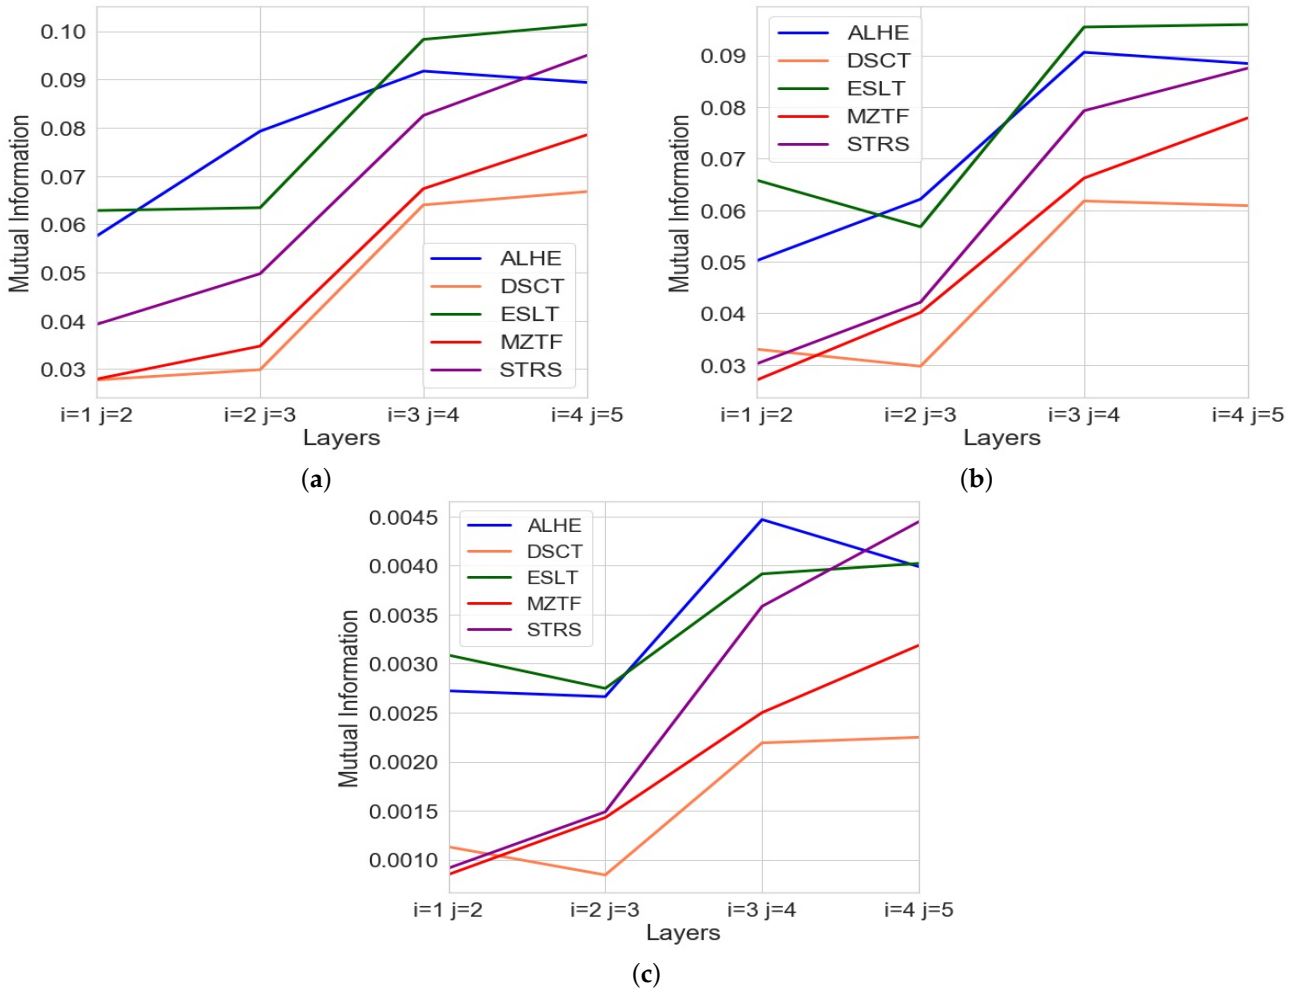 0.10
0.09
0.08
0.07
0.06
0.05
0.04
0.03
Mutual Information
ALHE
DSCT
ESLT
MZTF
STRS
i=1 j=2
i=2 j=3
i=3 j=4
i=4 j=5
Layers
(a)
0.09
0.08
0.07
0.06
0.05
0.04
0.03
Mutual Information
ALHE
DSCT
ESLT
MZTF
STRS
i=1 j=2
i=2 j=3
i=3 j=4
i=4 j=5
Layers
(b)
0.0045
0.0040
0.0035
0.0030
0.0025
0.0020
0.0015
0.0010
Mutual Information
ALHE
DSCT
ESLT
MZTF
STRS
i=1 j=2
i=2 j=3
i=3 j=4
i=4 j=5
Layers
(c)